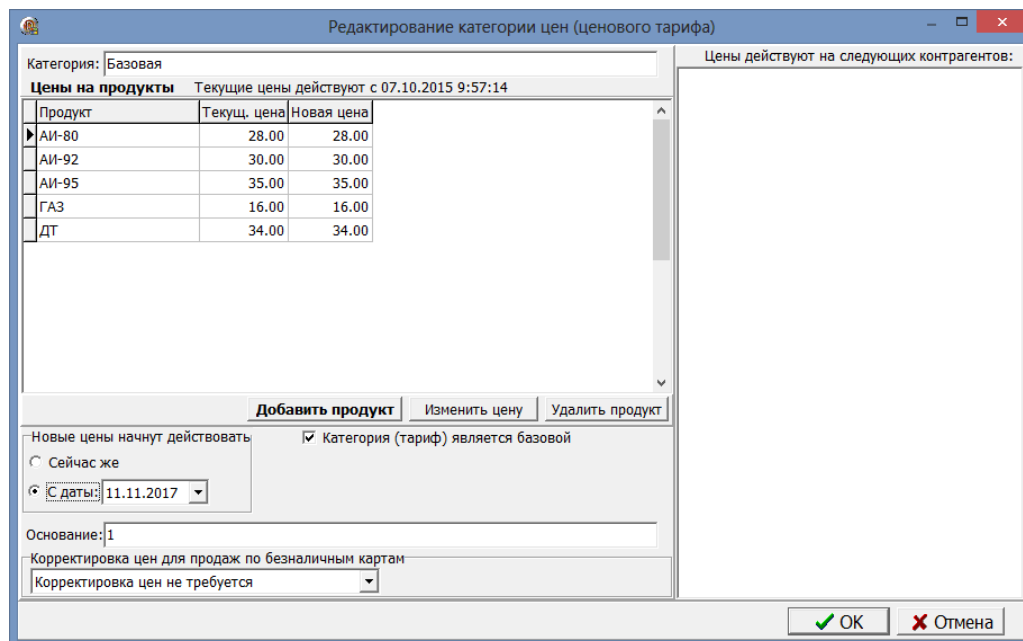 Редактирование категории цен (ценового тарифа)
Категория: Базовая
Цены на продукты Текущие цены действуют с 07.10.2015 9:57:14
Продукт Текущ. цена Новая цена
АИ-80 28.00 28.00
АИ-92 30.00 30.00
АИ-95 35.00 35.00
ГАЗ 16.00 16.00
ДТ 34.00 34.00
Добавить продукт Изменить цену Удалить продукт
Новые цены начнут действовать
Категория (тариф) является базовой
Сейчас же
С даты: 11.11.2017
Основание: 1
Корректировка цен для продаж по безналичным картам
Корректировка цен не требуется
Цены действуют на следующих контрагентов:
OK Отмена